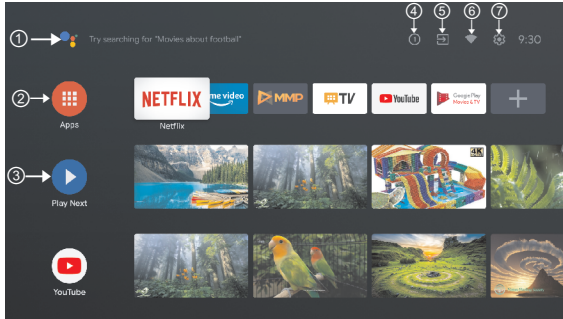 ① Try searching for "Movies about football" ④ ⑤ ⑥ ⑦ 9:30
② Apps
NETFLIX me video MMP TV YouTube Google Play Movies & TV
Netflix
③ Play Next
4K
YouTube